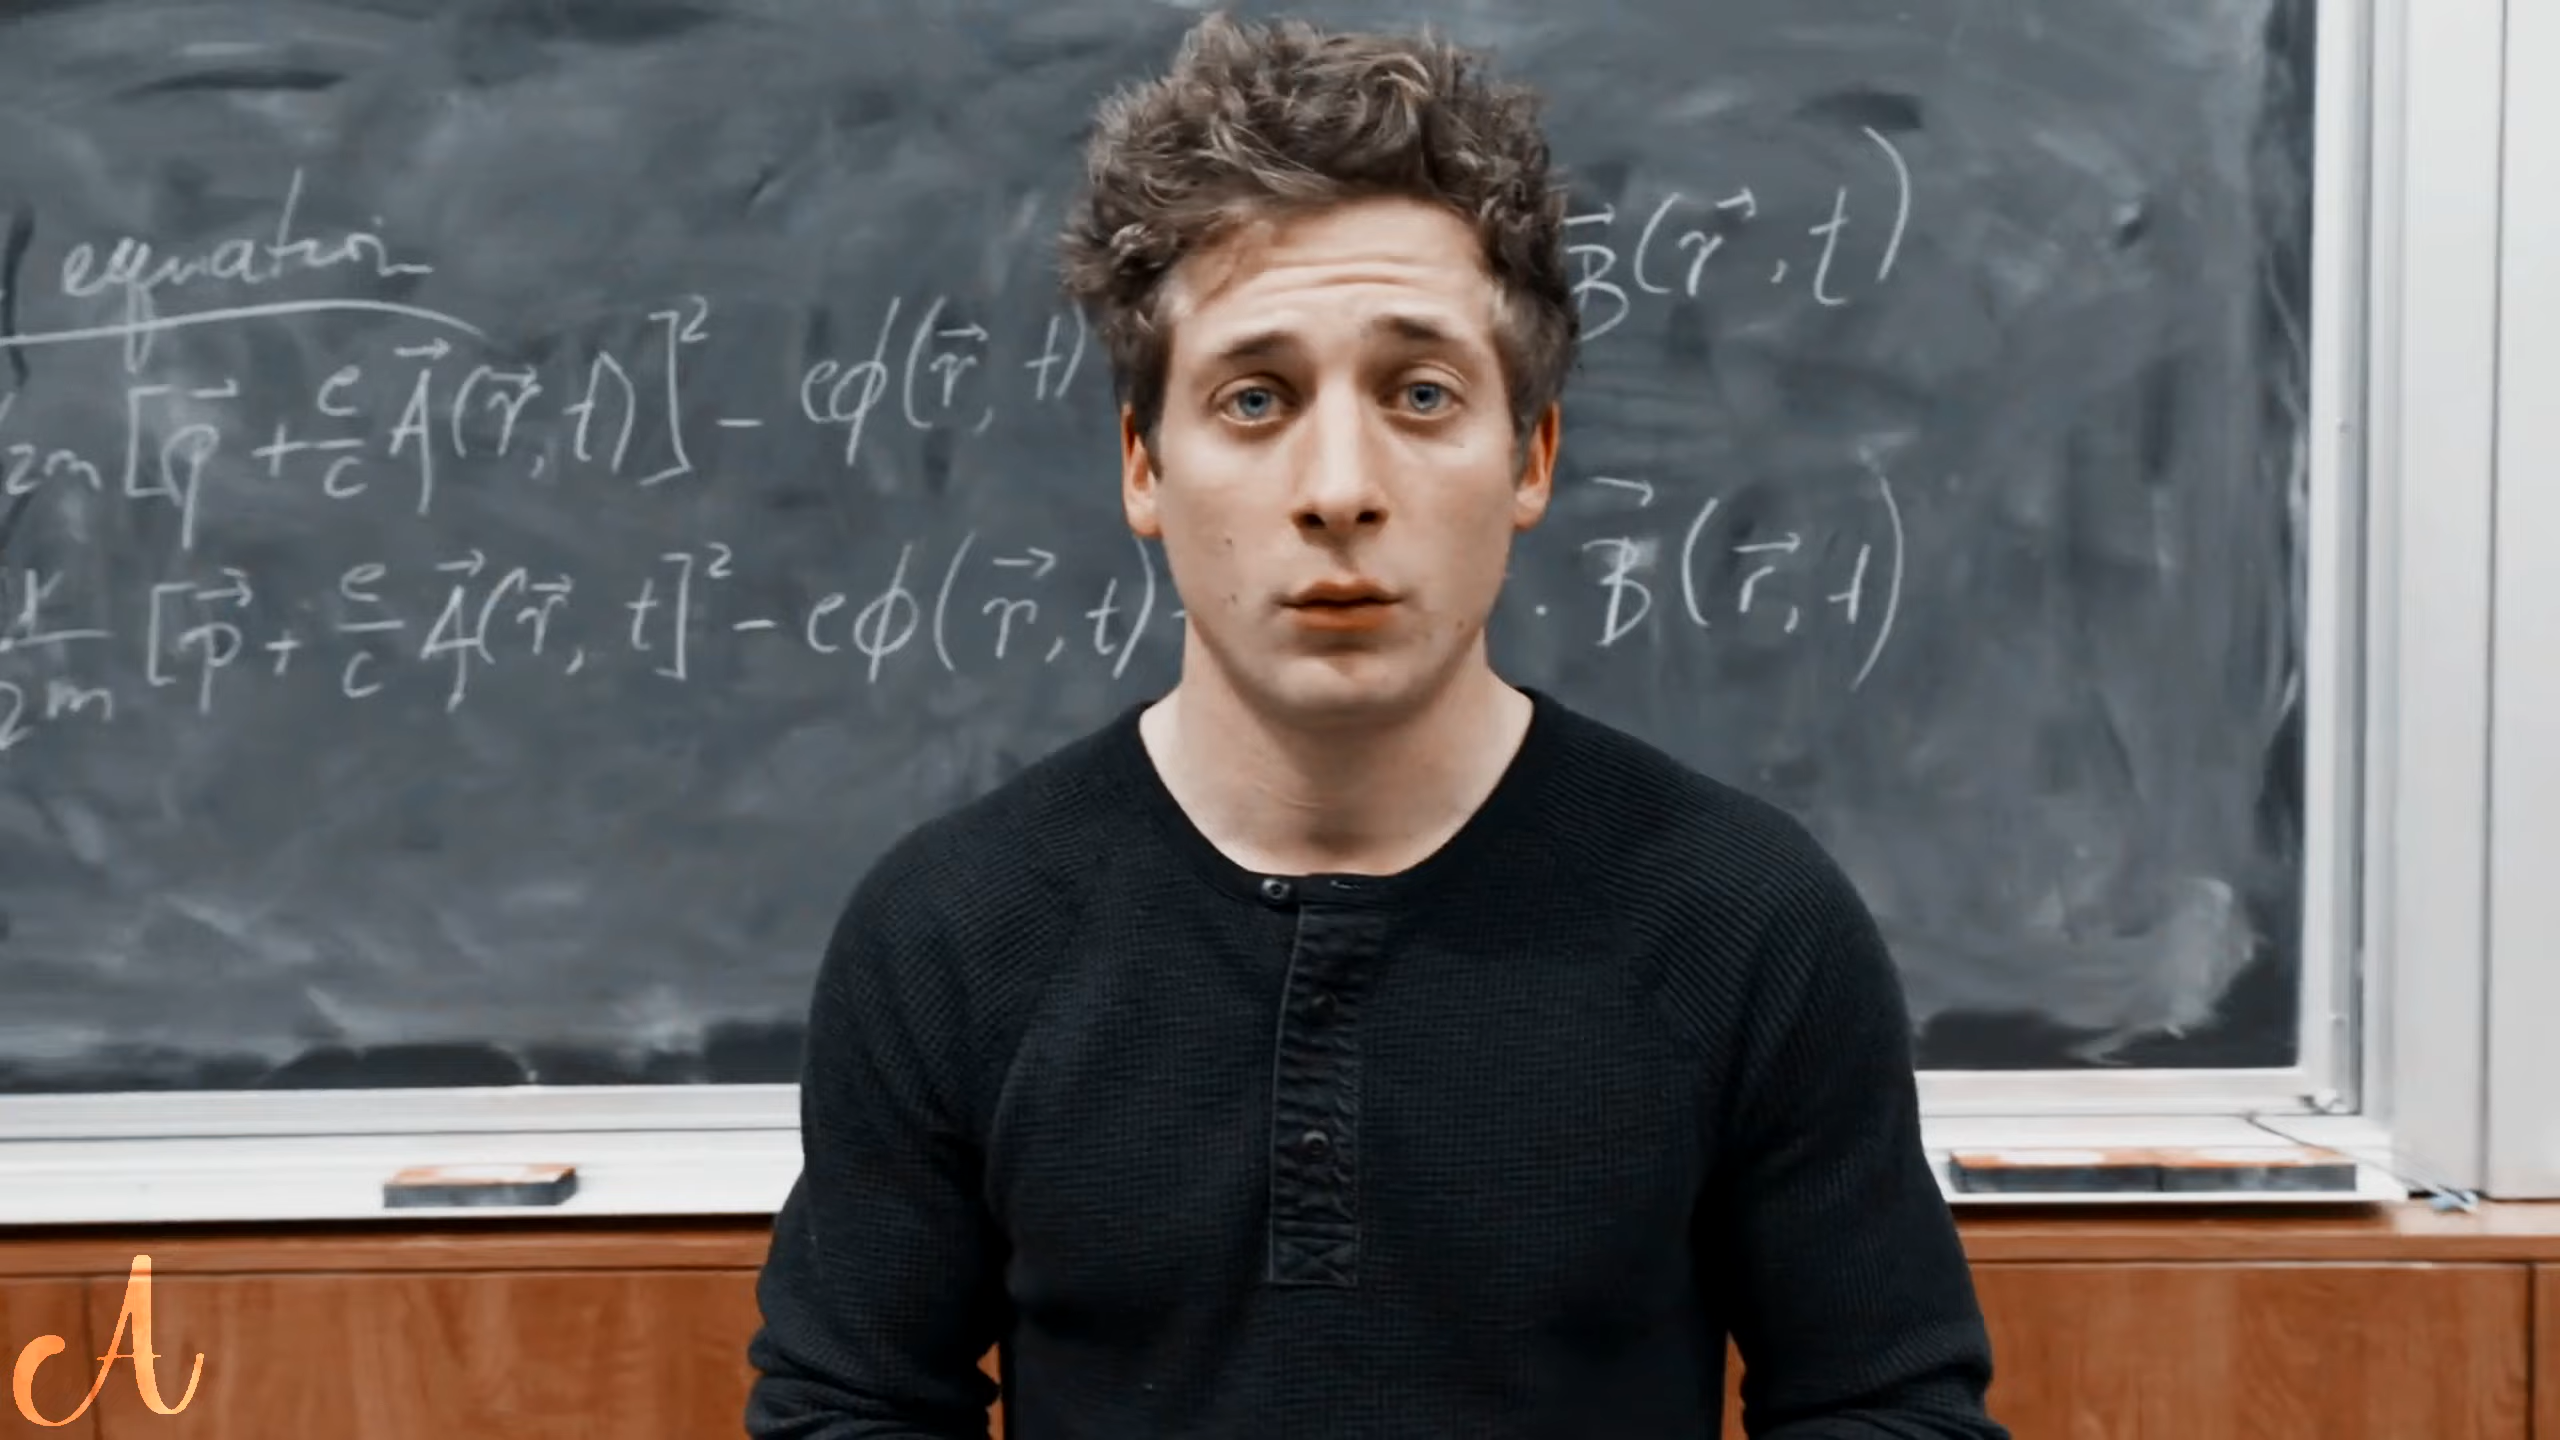 equation
B⃗(r⃗, t)
2m [p⃗ + e/c A⃗(r⃗, t)]² - eϕ(r⃗, t)
2m [p⃗ + e/c A⃗(r⃗, t]² - eϕ(r⃗, t) - · B⃗(r⃗, t)
A